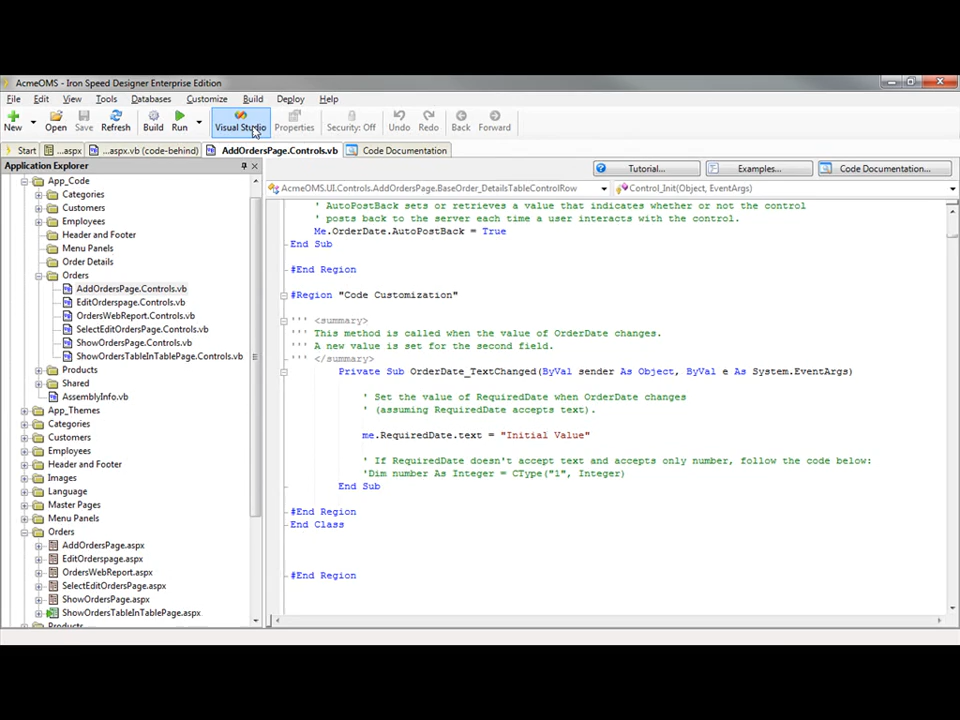 AcmeOMS - Iron Speed Designer Enterprise Edition
File Edit View Tools Databases Customize Build Deploy Help
New Open Save Refresh Build Run Visual Studio Properties Security: Off Undo Redo Back Forward
Start ...aspx ...aspx.vb (code-behind) AddOrdersPage.Controls.vb Code Documentation
Application Explorer
Tutorial... Examples... Code Documentation...
AcmeOMS.UI.Controls.AddOrdersPage.BaseOrder_DetailsTableControlRow
Control_Init(Object, EventArgs)
App_Code
Categories
Customers
Employees
Header and Footer
Menu Panels
Order Details
Orders
AddOrdersPage.Controls.vb
EditOrderspage.Controls.vb
OrdersWebReport.Controls.vb
SelectEditOrdersPage.Controls.vb
ShowOrdersPage.Controls.vb
ShowOrdersTableInTablePage.Controls.vb
Products
Shared
AssemblyInfo.vb
App_Themes
Categories
Customers
Employees
Header and Footer
Images
Language
Master Pages
Menu Panels
Orders
AddOrdersPage.aspx
EditOrderspage.aspx
OrdersWebReport.aspx
SelectEditOrdersPage.aspx
ShowOrdersPage.aspx
ShowOrdersTableInTablePage.aspx
Products
' AutoPostBack sets or retrieves a value that indicates whether or not the control
' posts back to the server each time a user interacts with the control.
Me.OrderDate.AutoPostBack = True
End Sub
#End Region
#Region "Code Customization"
''' <summary>
''' This method is called when the value of OrderDate changes.
''' A new value is set for the second field.
''' </summary>
Private Sub OrderDate_TextChanged(ByVal sender As Object, ByVal e As System.EventArgs)
' Set the value of RequiredDate when OrderDate changes
' (assuming RequiredDate accepts text).
me.RequiredDate.text = "Initial Value"
' If RequiredDate doesn't accept text and accepts only number, follow the code below:
'Dim number As Integer = CType("1", Integer)
End Sub
#End Region
End Class
#End Region